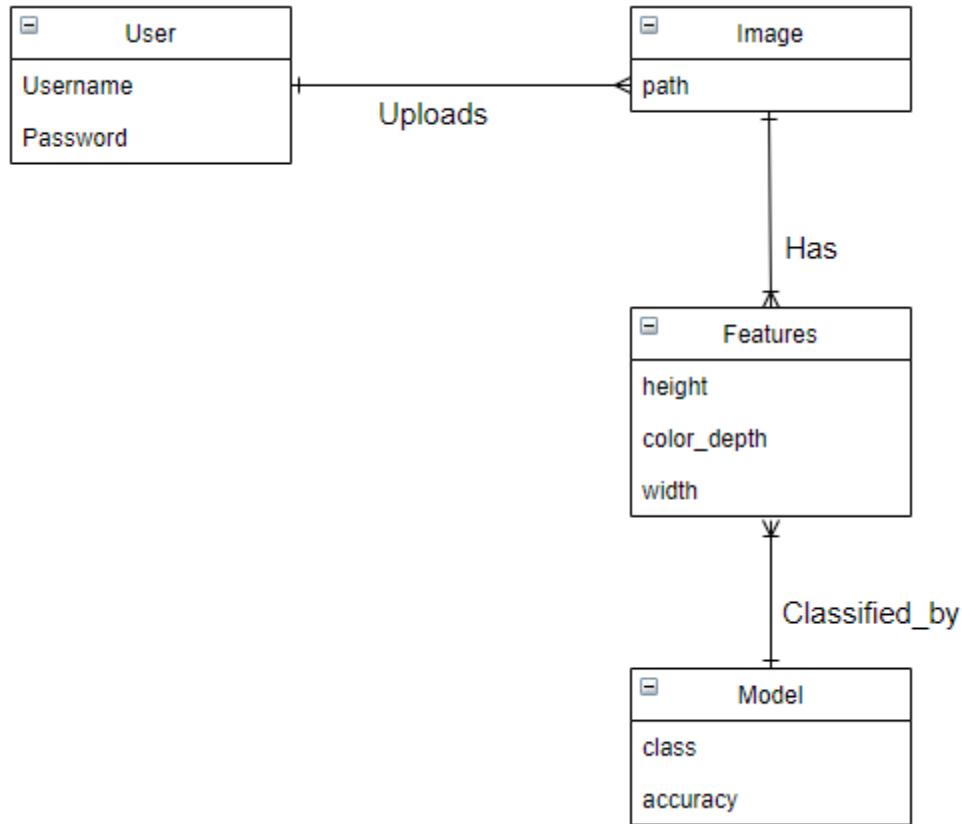 User
Username
Password
Uploads
Image
path
Has
Features
height
color_depth
width
Classified_by
Model
class
accuracy